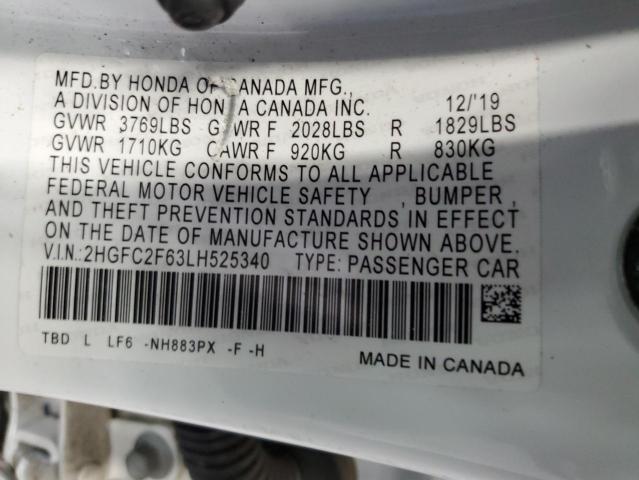 MFD.BY HONDA OF CANADA MFG.,
A DIVISION OF HONDA CANADA INC. 12/'19
GVWR 3769LBS GAWR F 2028LBS R 1829LBS
GVWR 1710KG GAWR F 920KG R 830KG
THIS VEHICLE CONFORMS TO ALL APPLICABLE
FEDERAL MOTOR VEHICLE SAFETY , BUMPER ,
AND THEFT PREVENTION STANDARDS IN EFFECT
ON THE DATE OF MANUFACTURE SHOWN ABOVE.
V.I.N.:2HGFC2F63LH525340 TYPE: PASSENGER CAR
TBD L LF6 -NH883PX -F -H
MADE IN CANADA